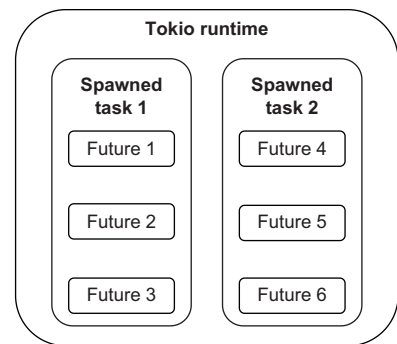 Tokio runtime
Spawned
task 1
Future 1
Future 2
Future 3
Spawned
task 2
Future 4
Future 5
Future 6